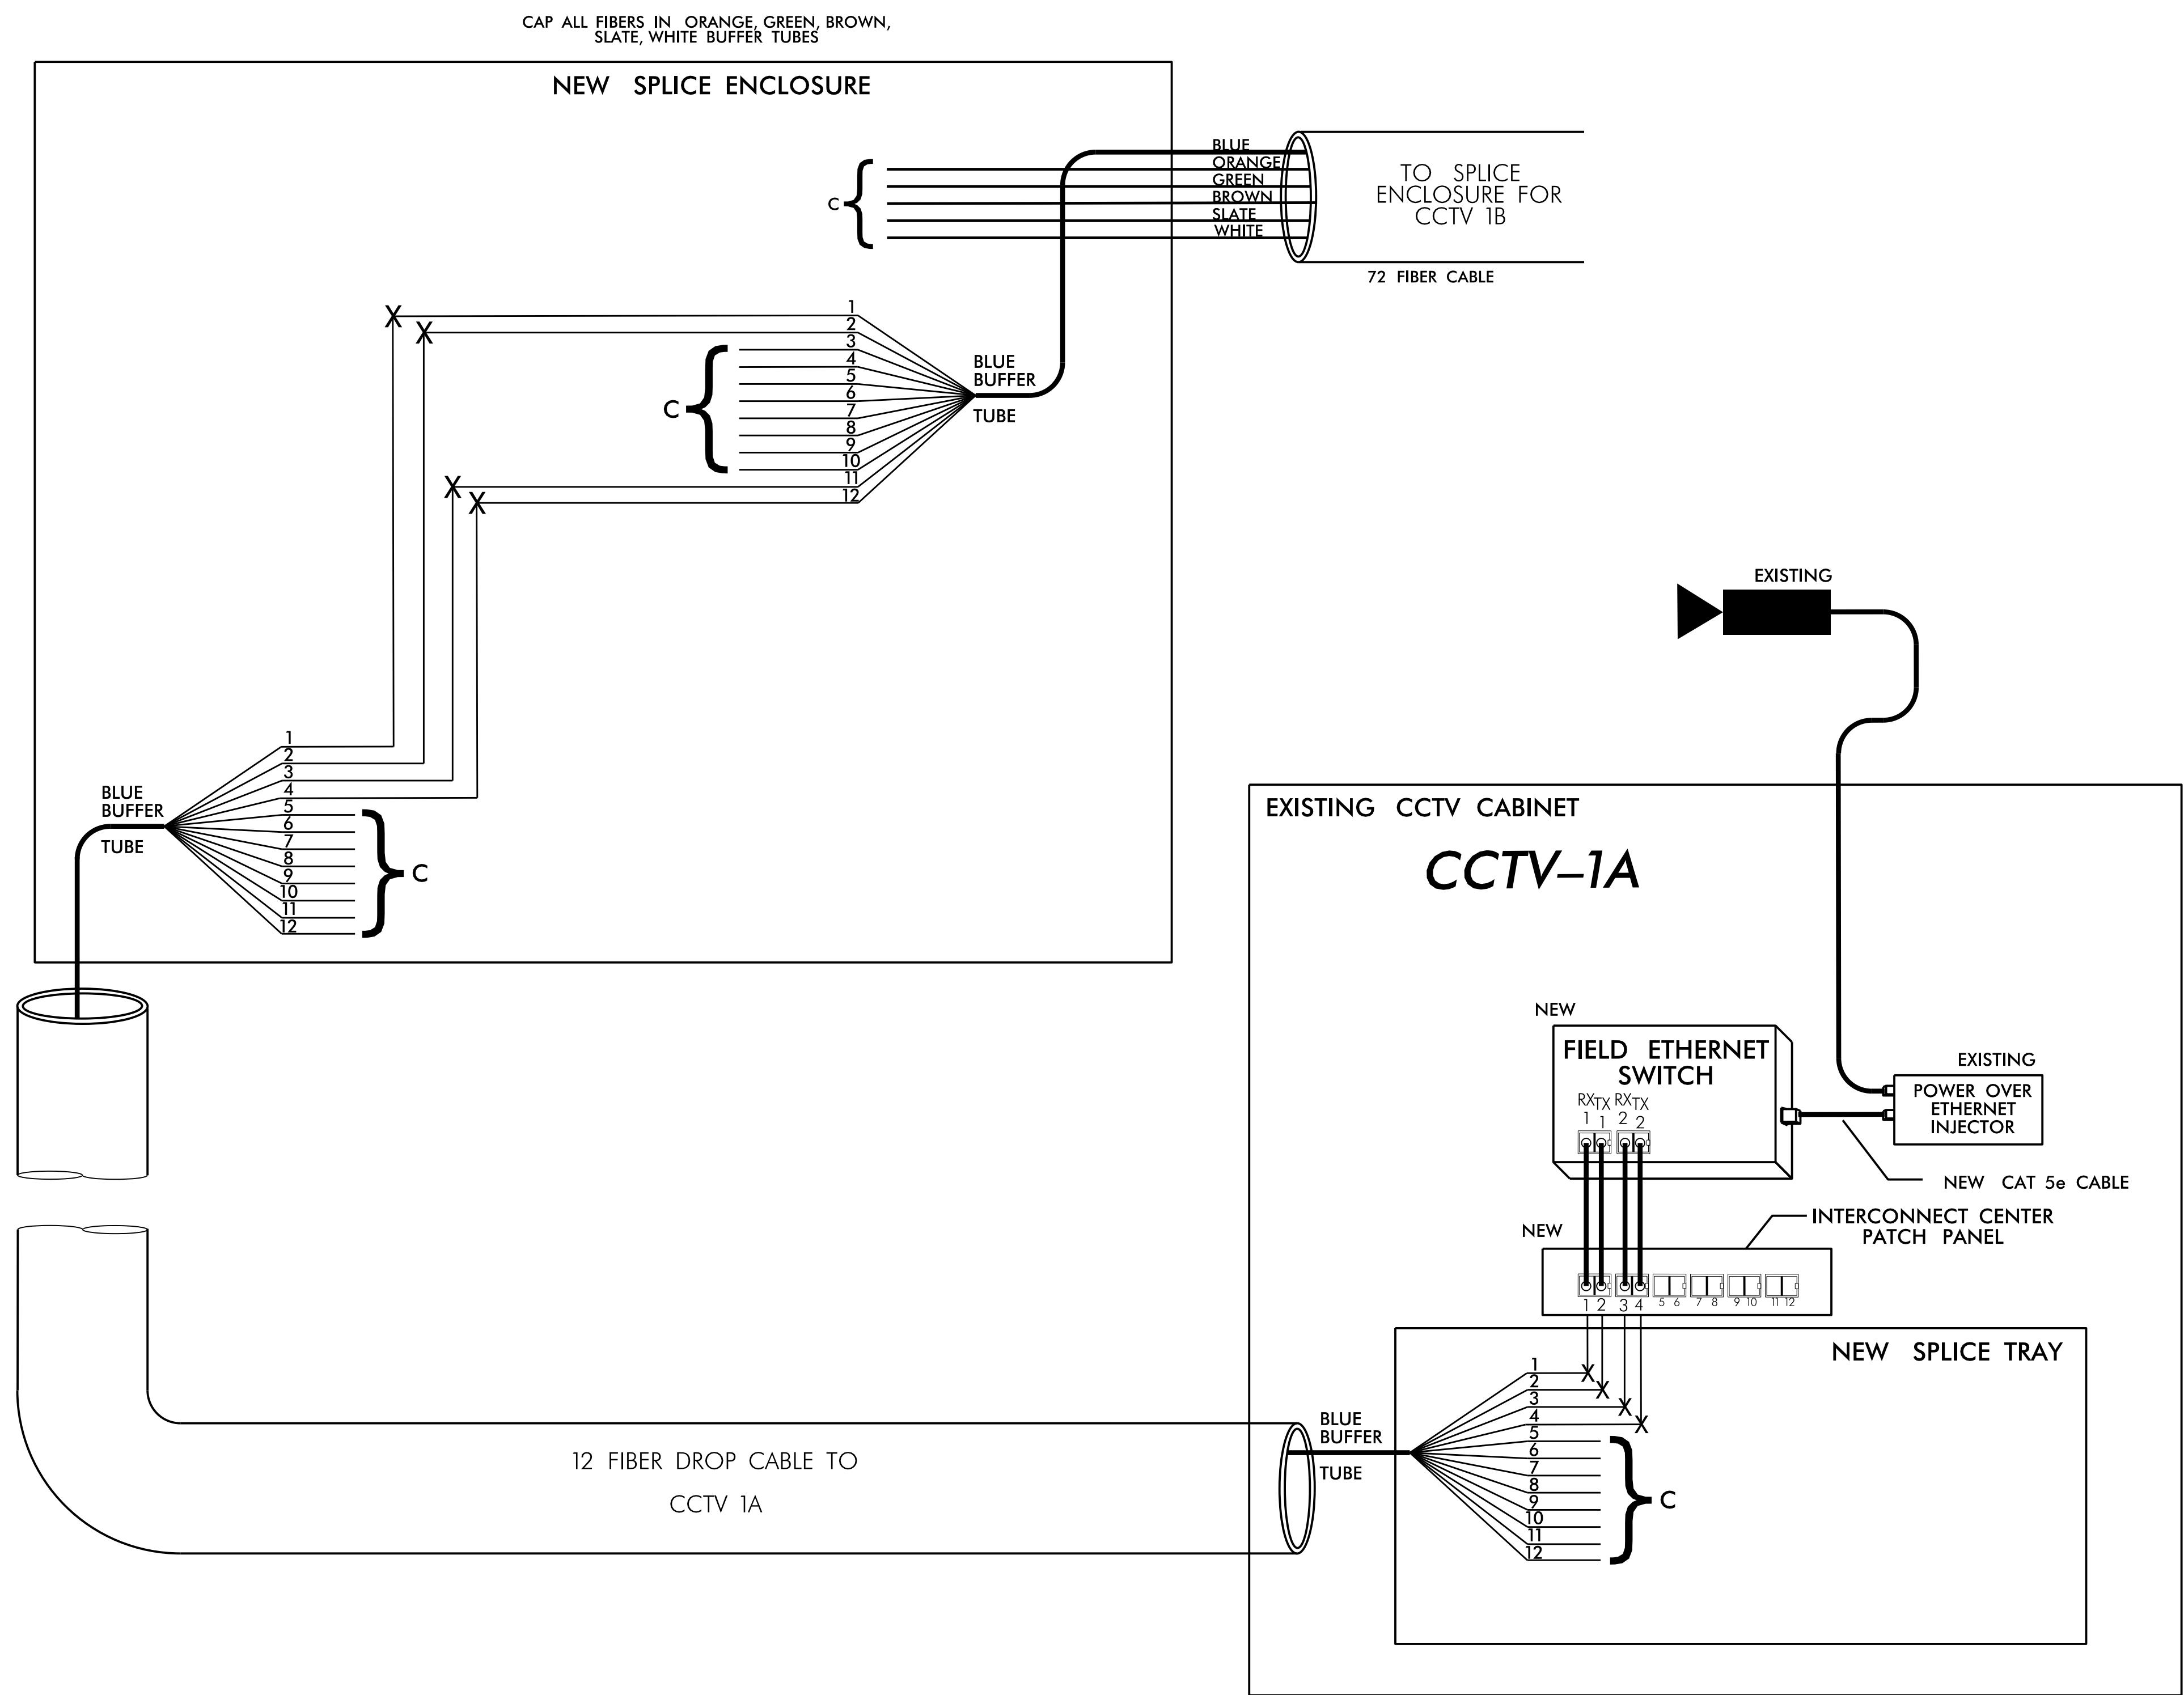 CAP ALL FIBERS IN ORANGE, GREEN, BROWN,
SLATE, WHITE BUFFER TUBES
NEW SPLICE ENCLOSURE
BLUE
ORANGE
GREEN
BROWN
SLATE
WHITE
C
TO SPLICE
ENCLOSURE FOR
CCTV 1B
72 FIBER CABLE
X
X
1
2
3
4
5
6
7
8
9
10
11
12
C
BLUE
BUFFER
TUBE
X
X
EXISTING
1
2
3
4
5
6
7
8
9
10
11
12
BLUE
BUFFER
TUBE
C
EXISTING CCTV CABINET
CCTV–1A
NEW
FIELD ETHERNET
SWITCH
RX TX RX TX
1 1 2 2
EXISTING
POWER OVER
ETHERNET
INJECTOR
NEW CAT 5e CABLE
INTERCONNECT CENTER
PATCH PANEL
NEW
1 2 3 4 5 6 7 8 9 10 11 12
NEW SPLICE TRAY
X
X
X
X
1
2
3
4
5
6
7
8
9
10
11
12
BLUE
BUFFER
TUBE
C
12 FIBER DROP CABLE TO
CCTV 1A